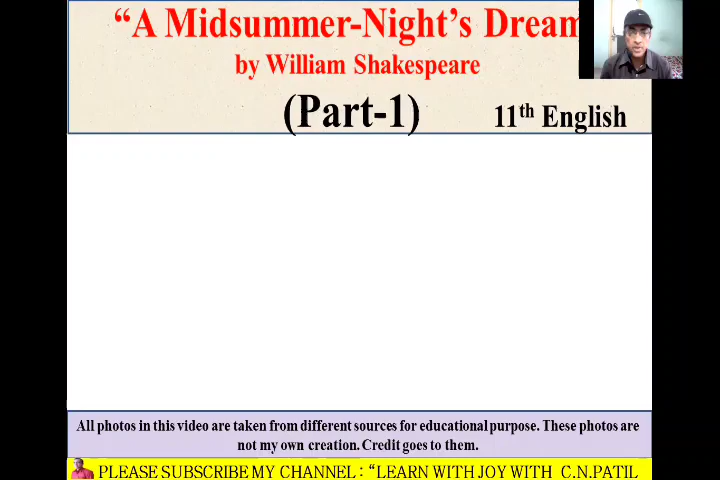 “A Midsummer-Night’s Dream
by William Shakespeare
(Part-1) 11th English
All photos in this video are taken from different sources for educational purpose. These photos are
not my own creation. Credit goes to them.
PLEASE SUBSCRIBE MY CHANNEL : “LEARN WITH JOY WITH C.N.PATIL